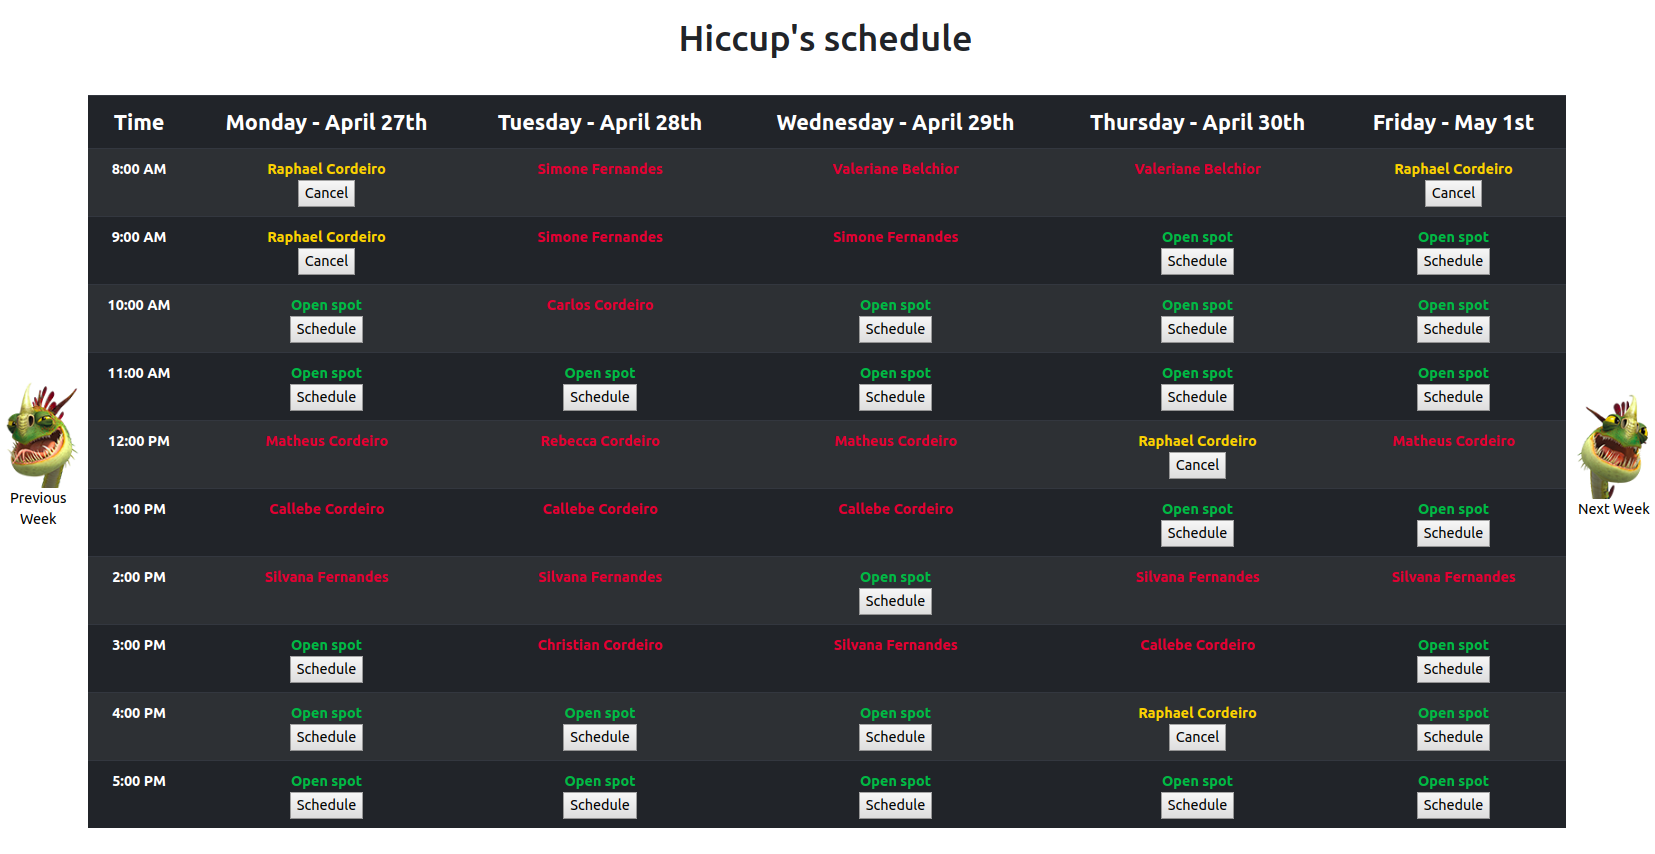 Hiccup's schedule
Time Monday - April 27th Tuesday - April 28th Wednesday - April 29th Thursday - April 30th Friday - May 1st
8:00 AM Raphael Cordeiro Simone Fernandes Valeriane Belchior Valeriane Belchior Raphael Cordeiro
Cancel Cancel
9:00 AM Raphael Cordeiro Simone Fernandes Simone Fernandes Open spot Open spot
Cancel Schedule Schedule
10:00 AM Open spot Carlos Cordeiro Open spot Open spot Open spot
Schedule Schedule Schedule Schedule
11:00 AM Open spot Open spot Open spot Open spot Open spot
Schedule Schedule Schedule Schedule Schedule
12:00 PM Matheus Cordeiro Rebecca Cordeiro Matheus Cordeiro Raphael Cordeiro Matheus Cordeiro
Cancel
Previous
Week
Next Week
1:00 PM Callebe Cordeiro Callebe Cordeiro Callebe Cordeiro Open spot Open spot
Schedule Schedule
2:00 PM Silvana Fernandes Silvana Fernandes Open spot Silvana Fernandes Silvana Fernandes
Schedule
3:00 PM Open spot Christian Cordeiro Silvana Fernandes Callebe Cordeiro Open spot
Schedule Schedule
4:00 PM Open spot Open spot Open spot Raphael Cordeiro Open spot
Schedule Schedule Schedule Cancel Schedule
5:00 PM Open spot Open spot Open spot Open spot Open spot
Schedule Schedule Schedule Schedule Schedule